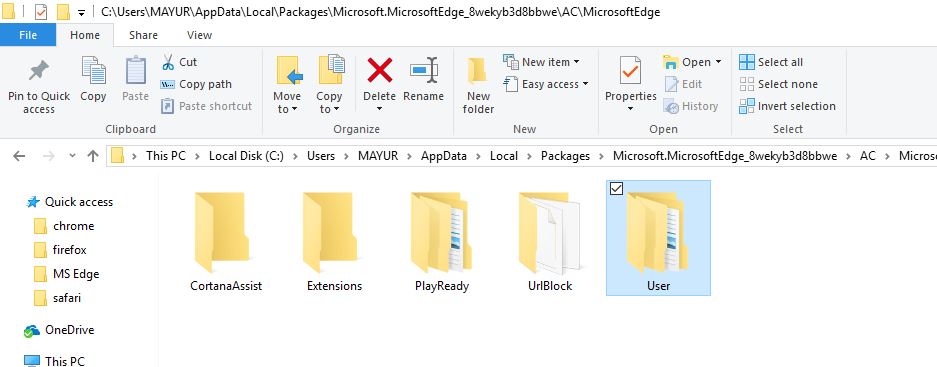 C:\Users\MAYUR\AppData\Local\Packages\Microsoft.MicrosoftEdge_8wekyb3d8bbwe\AC\MicrosoftEdge
File Home Share View
Pin to Quick access
Copy
Paste
Cut
Copy path
Paste shortcut
Clipboard
Move to
Copy to
Delete
Rename
Organize
New folder
New item
Easy access
New
Properties
Open
Edit
History
Open
Select all
Select none
Invert selection
Select
This PC Local Disk (C:) Users MAYUR AppData Local Packages Microsoft.MicrosoftEdge_8wekyb3d8bbwe AC Micros
Quick access
chrome
firefox
MS Edge
safari
OneDrive
This PC
CortanaAssist Extensions PlayReady UrlBlock User